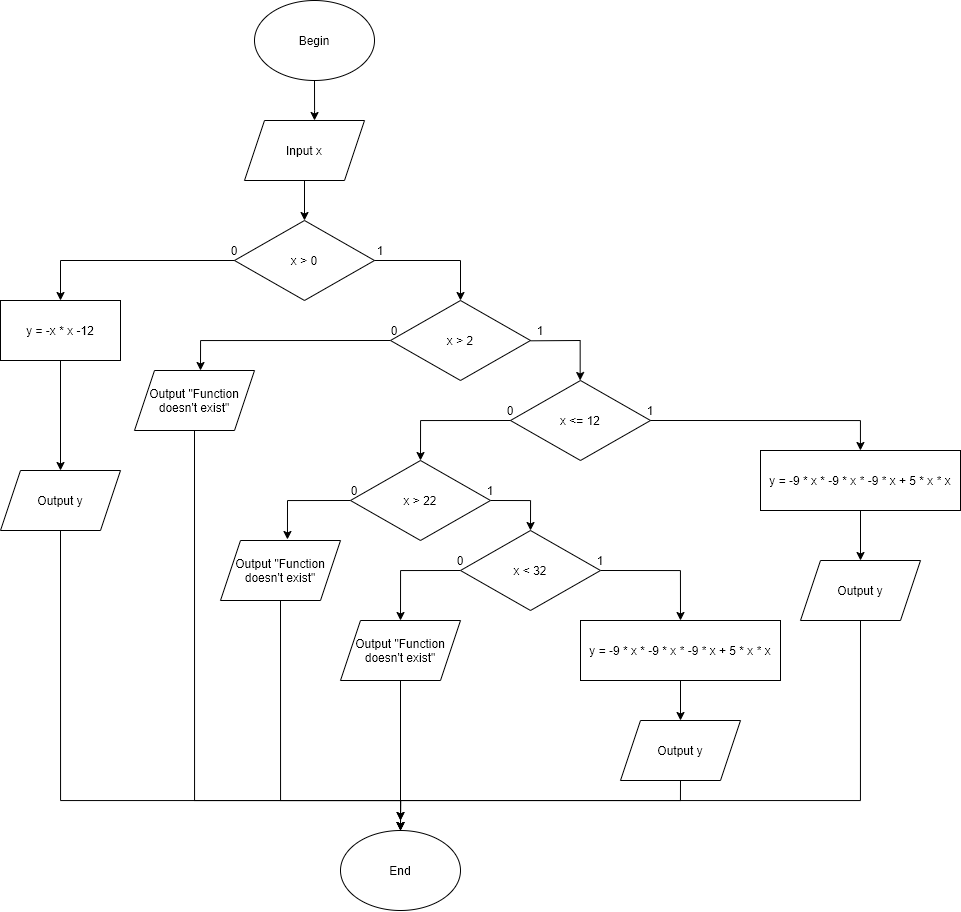 Begin
Input x
0
1
x > 0
y = -x * x -12
0
1
x > 2
Output "Function
doesn't exist"
0
1
x <= 12
Output y
0
1
x > 22
y = -9 * x * -9 * x * -9 * x + 5 * x * x
Output "Function
doesn't exist"
0
1
x < 32
Output y
Output "Function
doesn't exist"
y = -9 * x * -9 * x * -9 * x + 5 * x * x
Output y
End